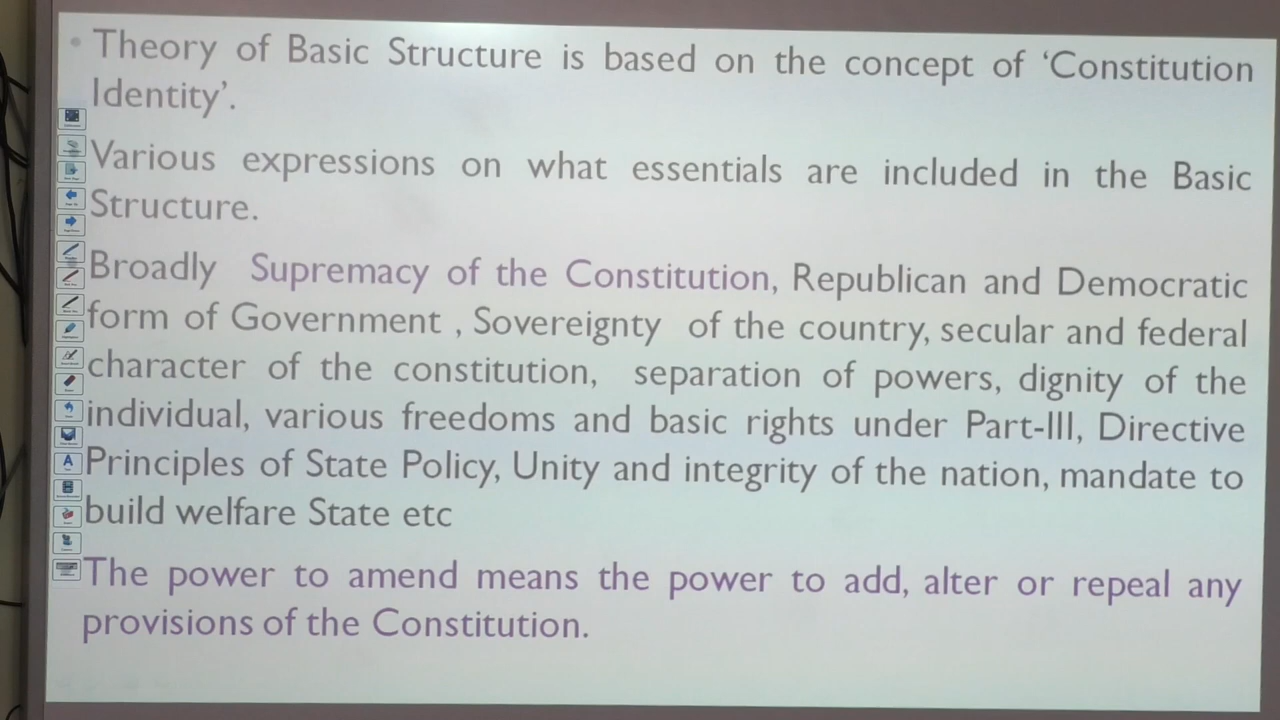 • Theory of Basic Structure is based on the concept of ‘Constitution
Identity’.
Various expressions on what essentials are included in the Basic
Structure.
Broadly Supremacy of the Constitution, Republican and Democratic
form of Government , Sovereignty of the country, secular and federal
character of the constitution, separation of powers, dignity of the
individual, various freedoms and basic rights under Part-III, Directive
Principles of State Policy, Unity and integrity of the nation, mandate to
build welfare State etc
The power to amend means the power to add, alter or repeal any
provisions of the Constitution.